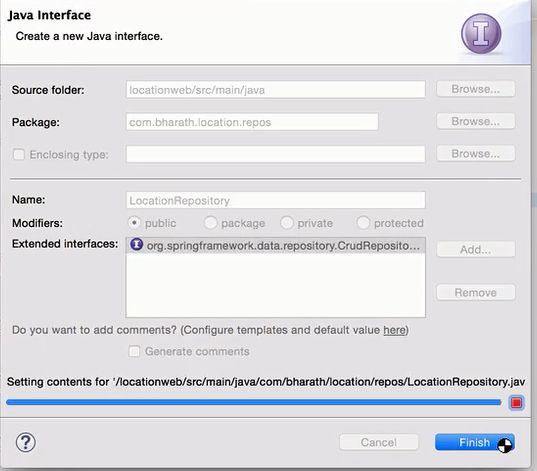 Java Interface
Create a new Java interface.
I
Source folder: locationweb/src/main/java Browse...
Package: com.bharath.location.repos Browse...
Enclosing type: Browse...
Name: LocationRepository
Modifiers: public package private protected
Extended interfaces: I org.springframework.data.repository.CrudReposito... Add...
Remove
Do you want to add comments? (Configure templates and default value here)
Generate comments
Setting contents for '/locationweb/src/main/java/com/bharath/location/repos/LocationRepository.jav
? Cancel Finish